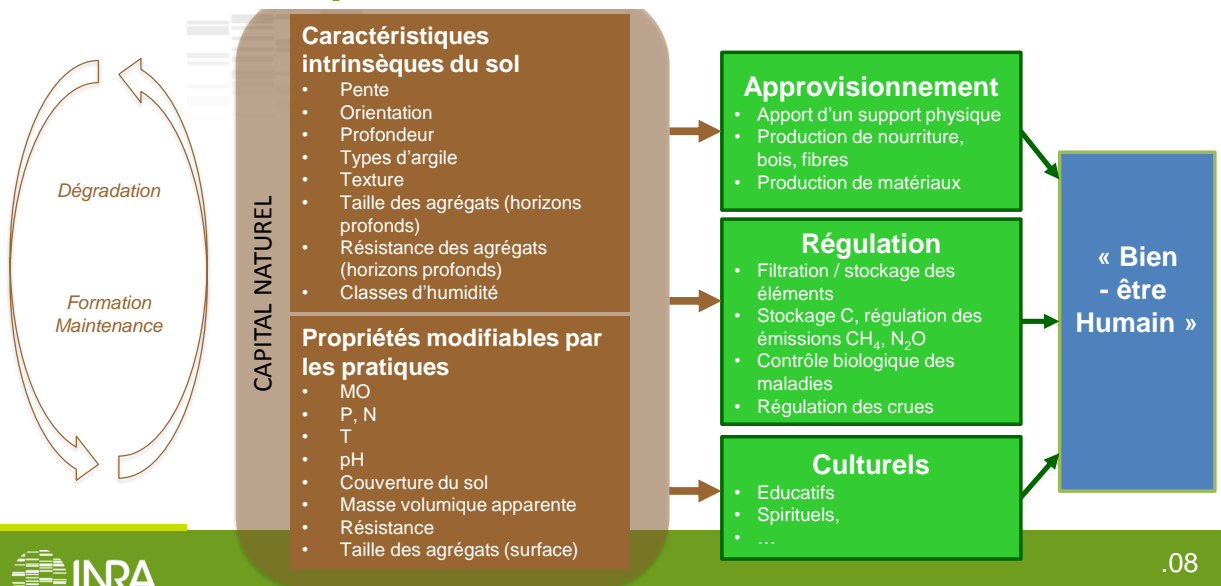 Dégradation
Formation
Maintenance
CAPITAL NATUREL
Caractéristiques
intrinsèques du sol
• Pente
• Orientation
• Profondeur
• Types d'argile
• Texture
• Taille des agrégats (horizons
profonds)
• Résistance des agrégats
(horizons profonds)
• Classes d'humidité
Propriétés modifiables par
les pratiques
• MO
• P, N
• T
• pH
• Couverture du sol
• Masse volumique apparente
• Résistance
• Taille des agrégats (surface)
Approvisionnement
• Apport d'un support physique
• Production de nourriture,
bois, fibres
• Production de matériaux
Régulation
• Filtration / stockage des
éléments
• Stockage C, régulation des
émissions CH₄, N₂O
• Contrôle biologique des
maladies
• Régulation des crues
Culturels
• Educatifs
• Spirituels,
• …
« Bien
- être
Humain »
INRA
.08